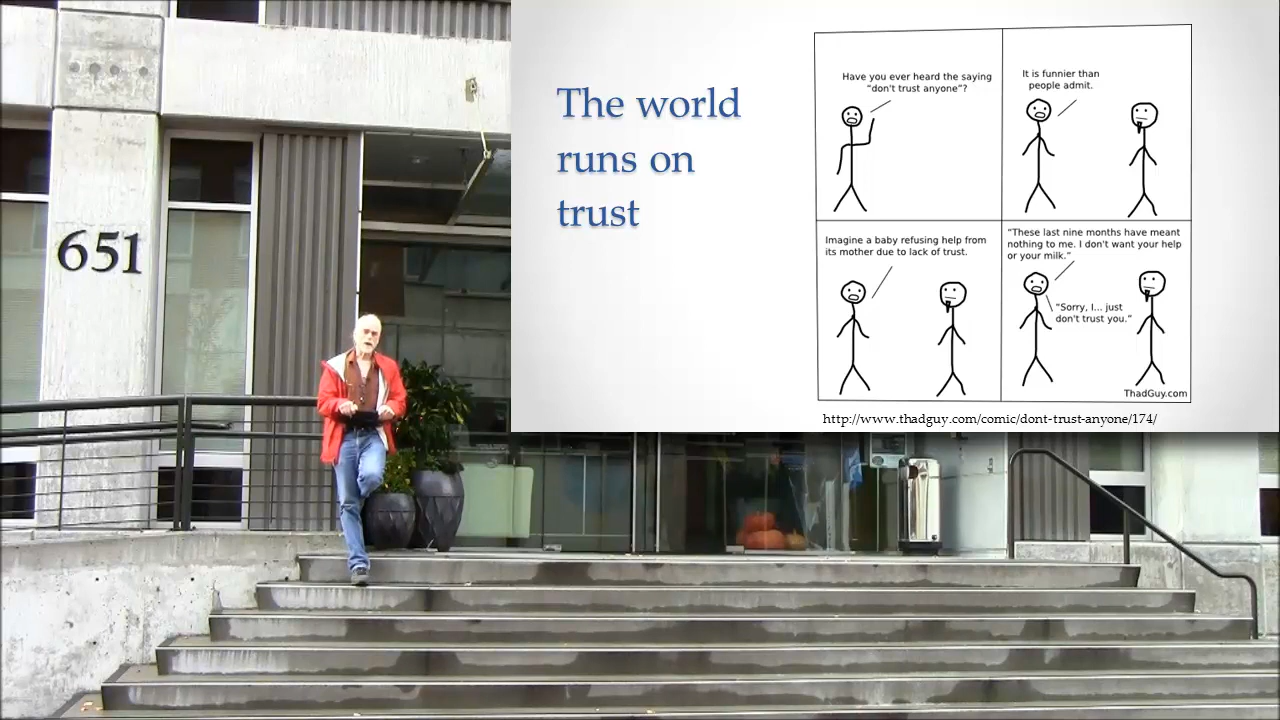 651
The world
runs on
trust
Have you ever heard the saying
"don't trust anyone"?
It is funnier than
people admit.
Imagine a baby refusing help from
its mother due to lack of trust.
"These last nine months have meant
nothing to me. I don't want your help
or your milk."
"Sorry, I... just
don't trust you."
ThadGuy.com
http://www.thadguy.com/comic/dont-trust-anyone/174/